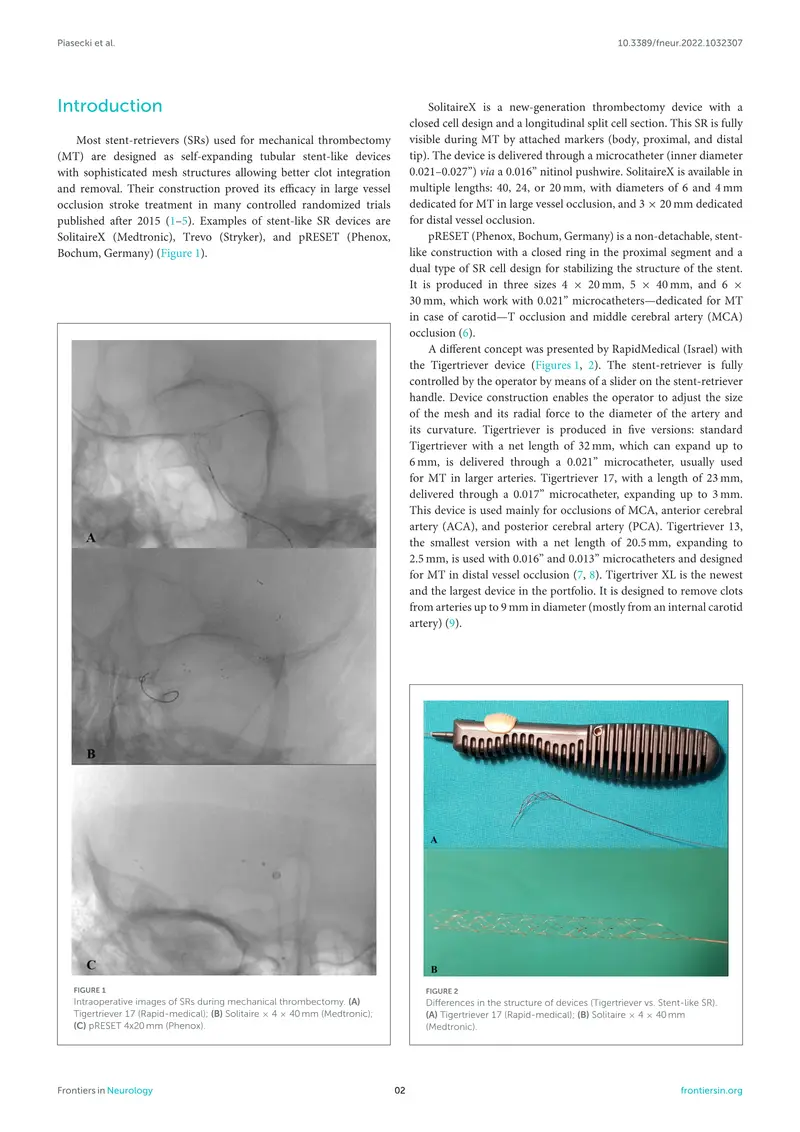 Piasecki et al.
10.3389/fneur.2022.1032307
Introduction
Most stent-retrievers (SRs) used for mechanical thrombectomy
(MT) are designed as self-expanding tubular stent-like devices
with sophisticated mesh structures allowing better clot integration
and removal. Their construction proved its efficacy in large vessel
occlusion stroke treatment in many controlled randomized trials
published after 2015 (1–5). Examples of stent-like SR devices are
SolitaireX (Medtronic), Trevo (Stryker), and pRESET (Phenox,
Bochum, Germany) (Figure 1).
A
B
C
FIGURE 1
Intraoperative images of SRs during mechanical thrombectomy. (A)
Tigertriever 17 (Rapid-medical); (B) Solitaire × 4 × 40 mm (Medtronic);
(C) pRESET 4x20 mm (Phenox).
SolitaireX is a new-generation thrombectomy device with a
closed cell design and a longitudinal split cell section. This SR is fully
visible during MT by attached markers (body, proximal, and distal
tip). The device is delivered through a microcatheter (inner diameter
0.021–0.027”) via a 0.016” nitinol pushwire. SolitaireX is available in
multiple lengths: 40, 24, or 20 mm, with diameters of 6 and 4 mm
dedicated for MT in large vessel occlusion, and 3 × 20 mm dedicated
for distal vessel occlusion.
pRESET (Phenox, Bochum, Germany) is a non-detachable, stent-
like construction with a closed ring in the proximal segment and a
dual type of SR cell design for stabilizing the structure of the stent.
It is produced in three sizes 4 × 20 mm, 5 × 40 mm, and 6 ×
30 mm, which work with 0.021” microcatheters—dedicated for MT
in case of carotid—T occlusion and middle cerebral artery (MCA)
occlusion (6).
A different concept was presented by RapidMedical (Israel) with
the Tigertriever device (Figures 1, 2). The stent-retriever is fully
controlled by the operator by means of a slider on the stent-retriever
handle. Device construction enables the operator to adjust the size
of the mesh and its radial force to the diameter of the artery and
its curvature. Tigertriever is produced in five versions: standard
Tigertriever with a net length of 32 mm, which can expand up to
6 mm, is delivered through a 0.021” microcatheter, usually used
for MT in larger arteries. Tigertriever 17, with a length of 23 mm,
delivered through a 0.017” microcatheter, expanding up to 3 mm.
This device is used mainly for occlusions of MCA, anterior cerebral
artery (ACA), and posterior cerebral artery (PCA). Tigertriever 13,
the smallest version with a net length of 20.5 mm, expanding to
2.5 mm, is used with 0.016” and 0.013” microcatheters and designed
for MT in distal vessel occlusion (7, 8). Tigertriver XL is the newest
and the largest device in the portfolio. It is designed to remove clots
from arteries up to 9 mm in diameter (mostly from an internal carotid
artery) (9).
A
B
FIGURE 2
Differences in the structure of devices (Tigertriever vs. Stent-like SR).
(A) Tigertriever 17 (Rapid-medical); (B) Solitaire × 4 × 40 mm
(Medtronic).
Frontiers in Neurology
02
frontiersin.org